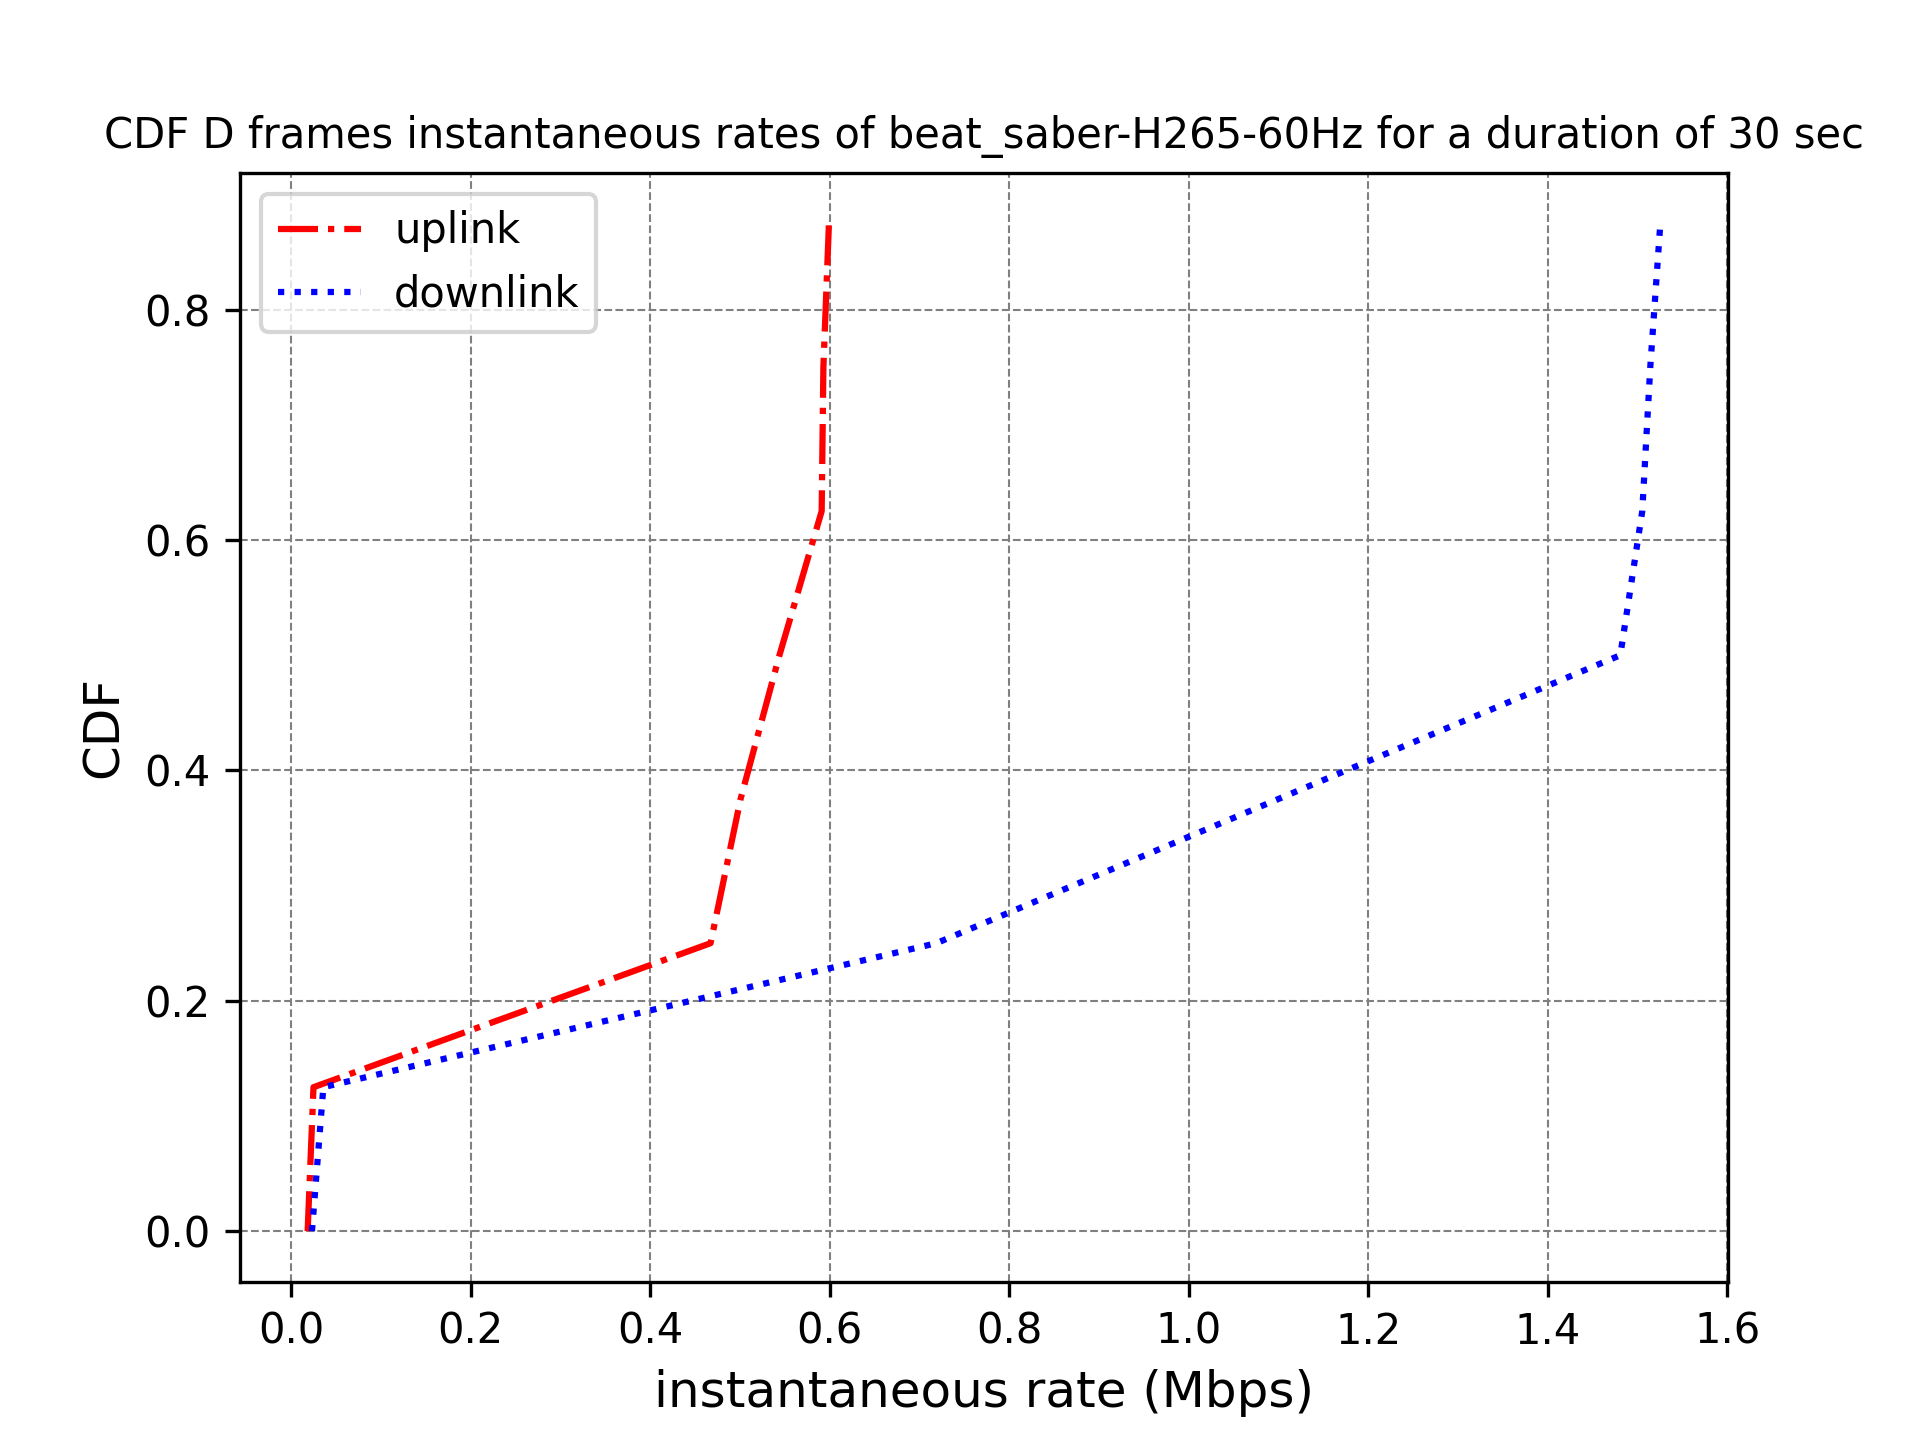 CDF D frames instantaneous rates of beat_saber-H265-60Hz for a duration of 30 sec
uplink
downlink
0.8
0.6
0.4
0.2
0.0
CDF
0.0 0.2 0.4 0.6 0.8 1.0 1.2 1.4 1.6
instantaneous rate (Mbps)